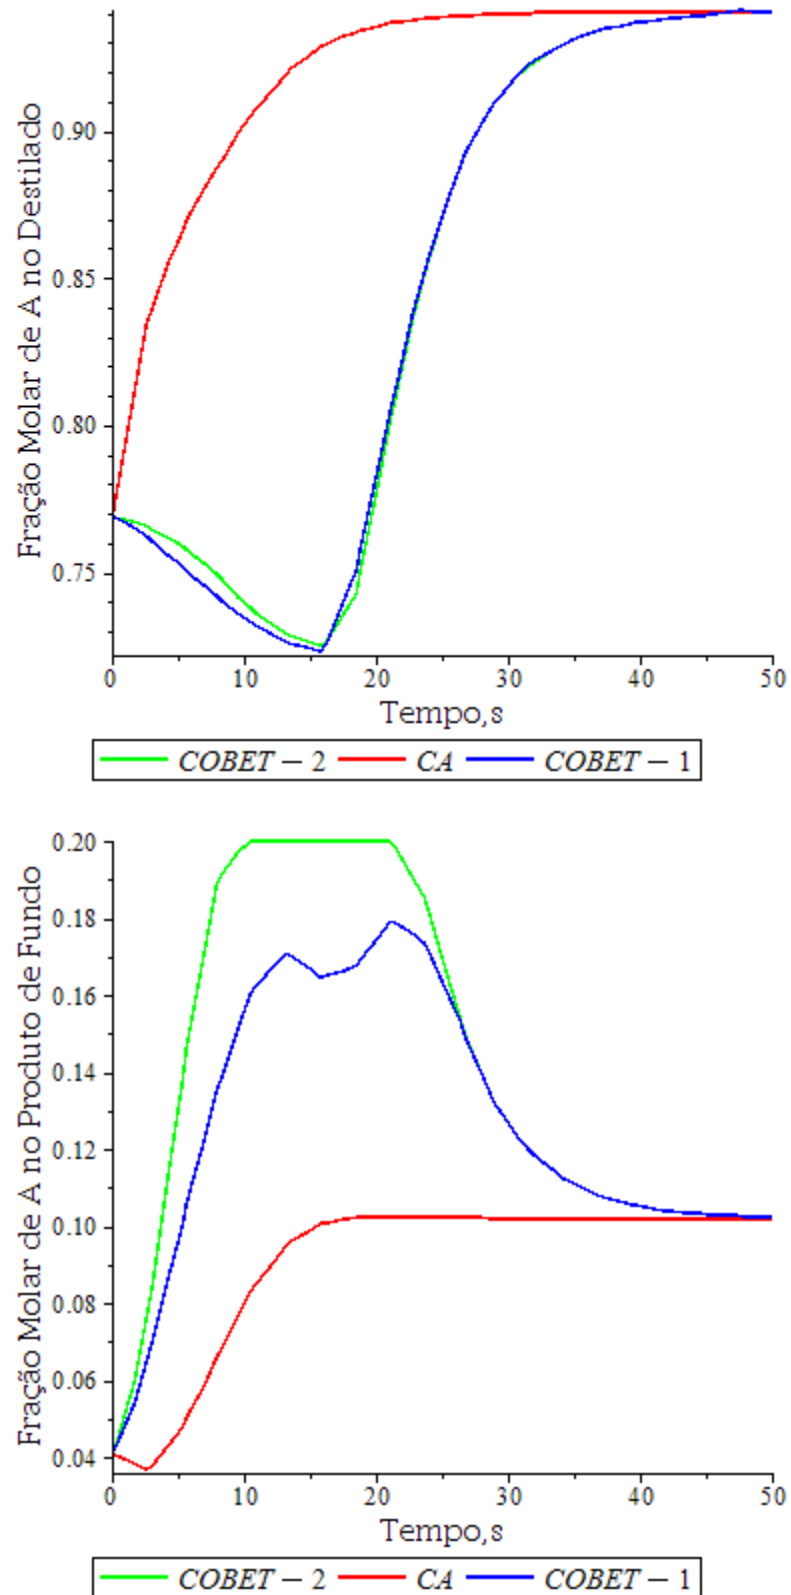 Fração Molar de A no Destilado
0.90
0.85
0.80
0.75
0 10 20 30 40 50
Tempo,s
COBET − 2 CA COBET − 1
Fração Molar de A no Produto de Fundo
0.20
0.18
0.16
0.14
0.12
0.10
0.08
0.06
0.04
0 10 20 30 40 50
Tempo,s
COBET − 2 CA COBET − 1